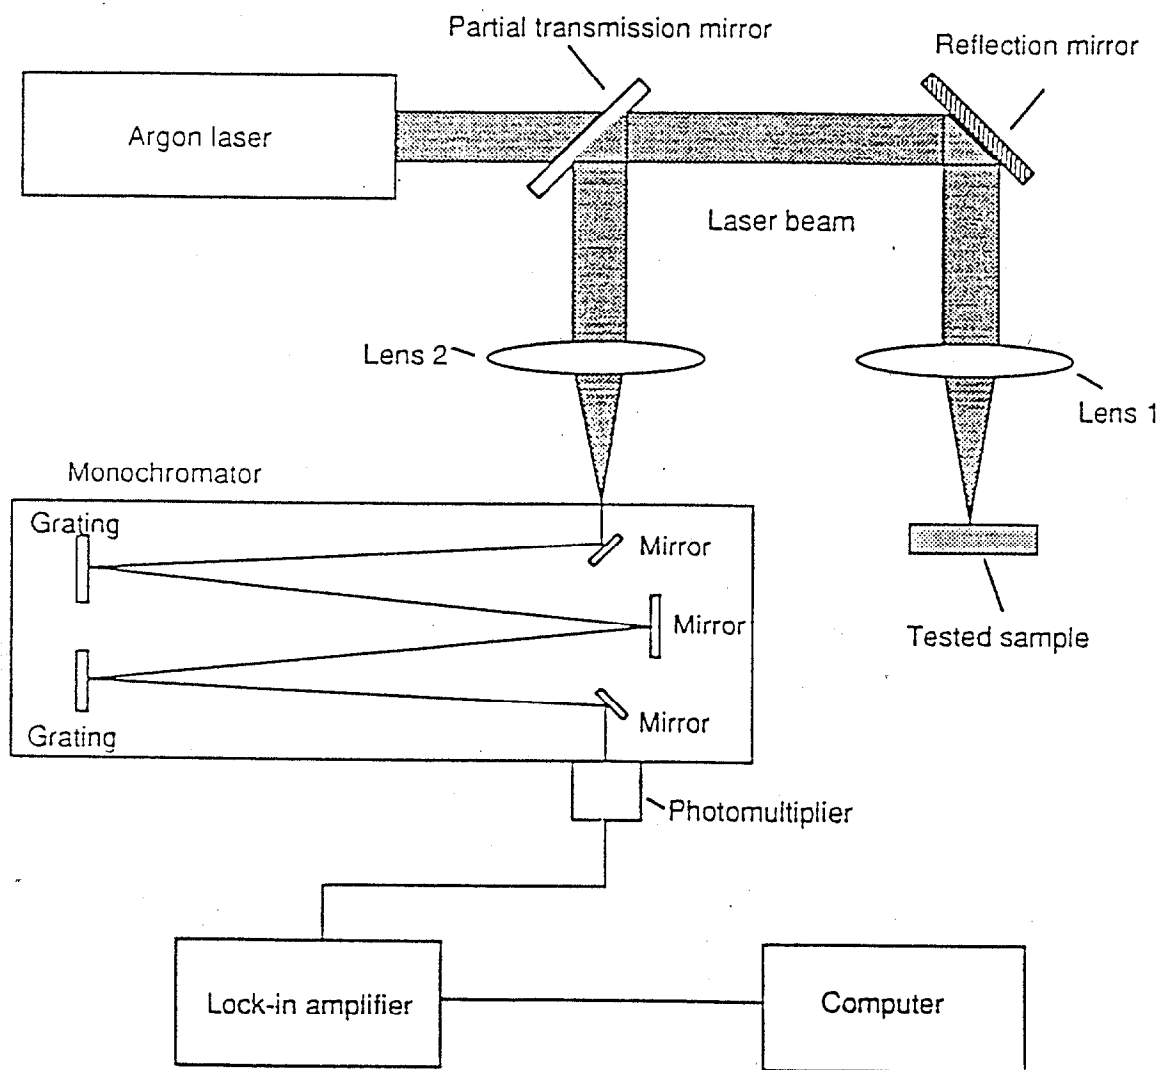 Partial transmission mirror
Reflection mirror
Argon laser
Laser beam
Lens 2
Lens 1
Monochromator
Grating
Mirror
Mirror
Tested sample
Grating
Mirror
Photomultiplier
Lock-in amplifier
Computer